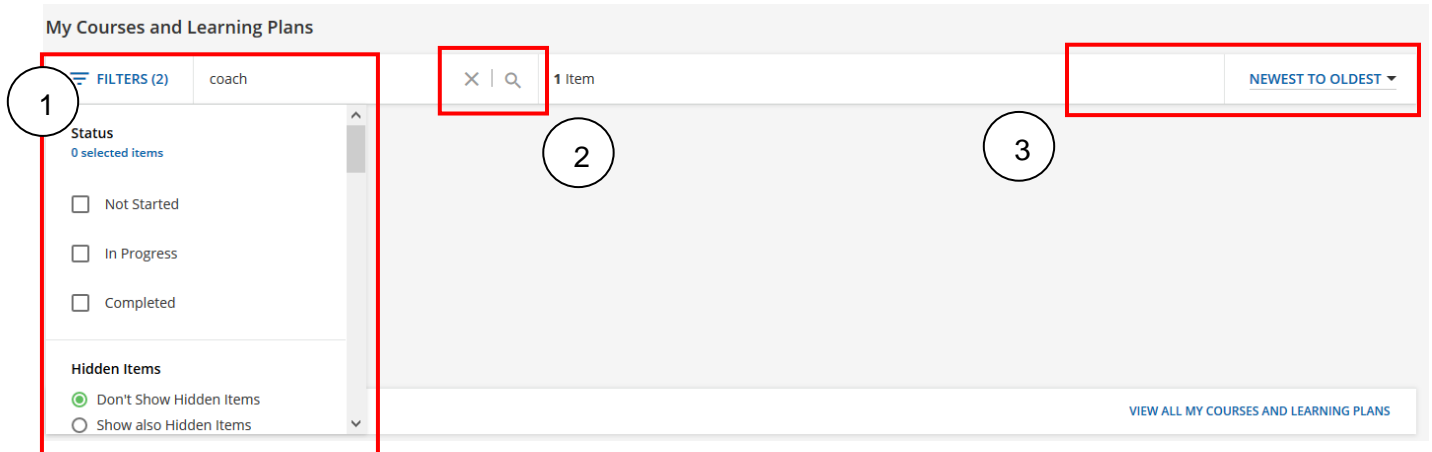 My Courses and Learning Plans
FILTERS (2) coach 1 Item NEWEST TO OLDEST
1
Status
0 selected items
2
3
Not Started
In Progress
Completed
Hidden Items
Don't Show Hidden Items
Show also Hidden Items
VIEW ALL MY COURSES AND LEARNING PLANS